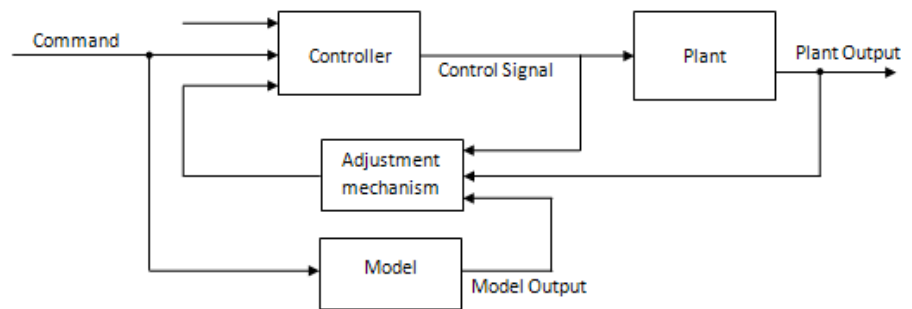 Command
Controller
Control Signal
Plant
Plant Output
Adjustment
mechanism
Model
Model Output